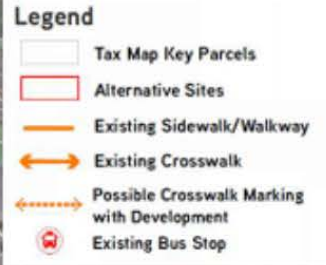 Legend
Tax Map Key Parcels
Alternative Sites
Existing Sidewalk/Walkway
Existing Crosswalk
Possible Crosswalk Marking
with Development
Existing Bus Stop